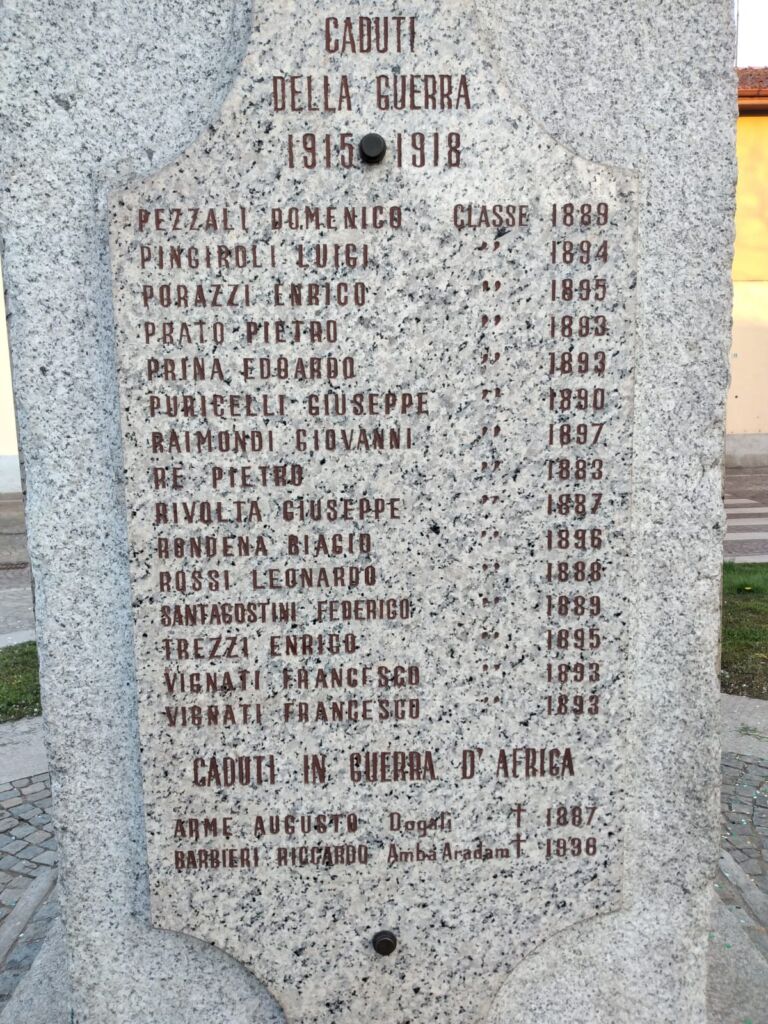 CADUTI
DELLA GUERRA
1915 1918
PEZZALI DOMENICO CLASSE 1889
PINCIROLI LUIGI " 1894
PORAZZI ENRICO " 1895
PRATO PIETRO " 1893
PRINA EDOARDO " 1893
PURICELLI GIUSEPPE " 1890
RAIMONDI GIOVANNI " 1897
RE PIETRO " 1883
RIVOLTA GIUSEPPE " 1887
RONDENA BIAGIO " 1896
ROSSI LEONARDO " 1888
SANTAGOSTINI FEDERICO " 1889
TREZZI ENRICO " 1895
VIGNATI FRANCESCO " 1893
VIGNATI FRANCESCO " 1893
CADUTI IN GUERRA D'AFRICA
ARME AUGUSTO Dogali † 1887
BARBIERI RICCARDO Amba Aradam † 1936